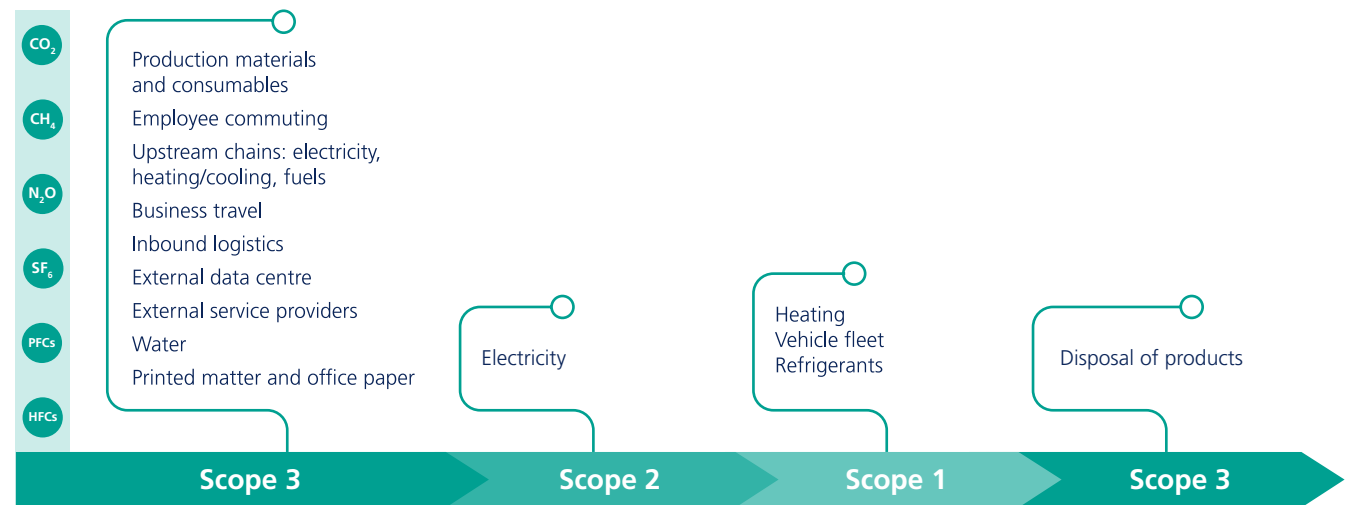 CO₂
CH₄
N₂O
SF₆
PFCs
HFCs
Production materials
and consumables
Employee commuting
Upstream chains: electricity,
heating/cooling, fuels
Business travel
Inbound logistics
External data centre
External service providers
Water
Printed matter and office paper
Electricity
Heating
Vehicle fleet
Refrigerants
Disposal of products
Scope 3
Scope 2
Scope 1
Scope 3